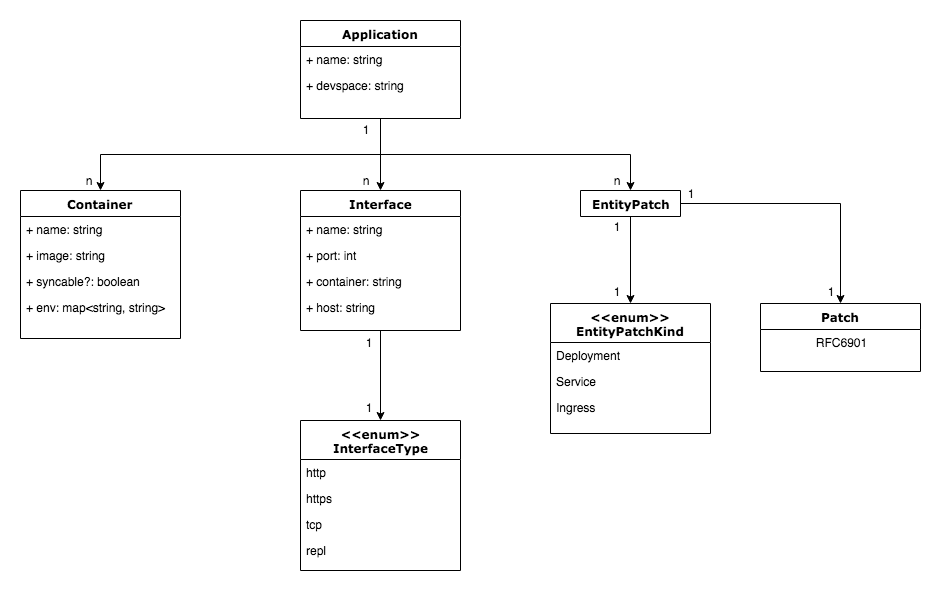 Application
+ name: string
+ devspace: string
1
n
n
n
Container
+ name: string
+ image: string
+ syncable?: boolean
+ env: map<string, string>
Interface
+ name: string
+ port: int
+ container: string
+ host: string
EntityPatch
1
1
1
1
<<enum>>
EntityPatchKind
Deployment
Service
Ingress
Patch
RFC6901
1
1
<<enum>>
InterfaceType
http
https
tcp
repl